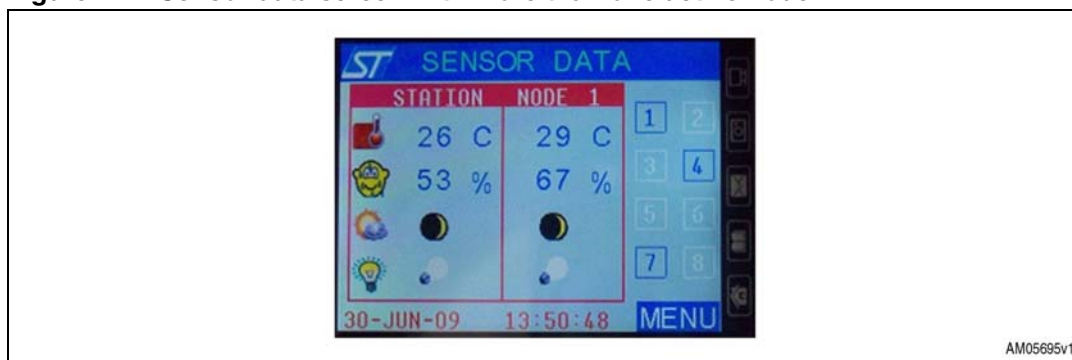 ST SENSOR DATA
STATION NODE 1
26 C 29 C
53 % 67 %
1 2
3 4
5 6
7 8
30-JUN-09 13:50:48 MENU
AM05695v1